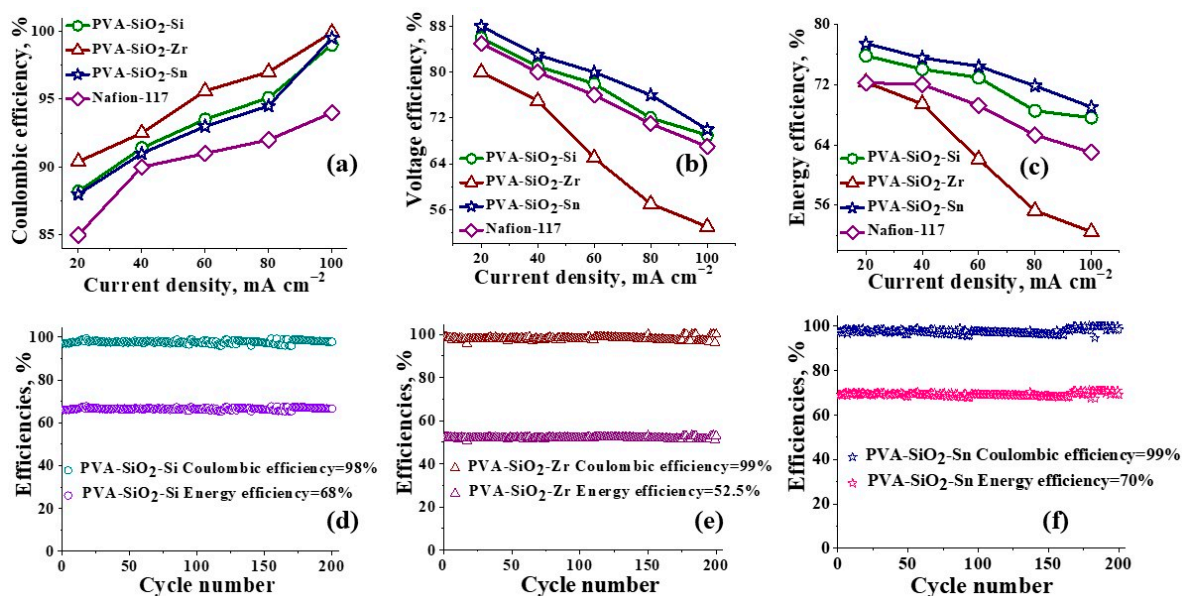 Coulombic efficiency, %
100
95
90
85
PVA-SiO₂-Si
PVA-SiO₂-Zr
PVA-SiO₂-Sn
Nafion-117
(a)
20 40 60 80 100
Current density, mA cm⁻²
Voltage efficiency, %
88
80
72
64
56
PVA-SiO₂-Si
PVA-SiO₂-Zr
PVA-SiO₂-Sn
Nafion-117
(b)
20 40 60 80 100
Current density, mA cm⁻²
Energy efficiency, %
80
72
64
56
PVA-SiO₂-Si
PVA-SiO₂-Zr
PVA-SiO₂-Sn
Nafion-117
(c)
20 40 60 80 100
Current density, mA cm⁻²
Efficiencies, %
100
80
60
40
20
0
PVA-SiO₂-Si Coulombic efficiency=98%
PVA-SiO₂-Si Energy efficiency=68%
(d)
0 50 100 150 200
Cycle number
Efficiencies, %
100
80
60
40
20
0
PVA-SiO₂-Zr Coulombic efficiency=99%
PVA-SiO₂-Zr Energy efficiency=52.5%
(e)
0 50 100 150 200
Cycle number
Efficiencies, %
100
80
60
40
20
0
PVA-SiO₂-Sn Coulombic efficiency=99%
PVA-SiO₂-Sn Energy efficiency=70%
(f)
0 50 100 150 200
Cycle number